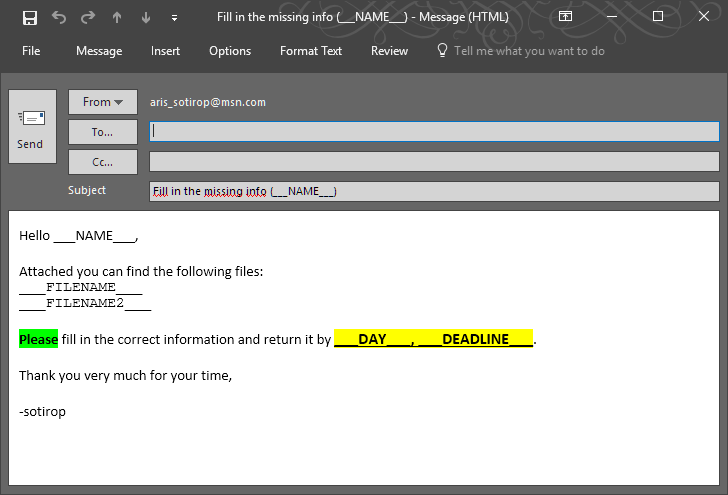 Fill in the missing info (___NAME___) - Message (HTML)
File Message Insert Options Format Text Review Tell me what you want to do
From aris_sotirop@msn.com
To...
Send
Cc...
Subject Fill in the missing info (___NAME___)
Hello ___NAME___,
Attached you can find the following files:
___FILENAME___
___FILENAME2___
Please fill in the correct information and return it by ___DAY___, ___DEADLINE___.
Thank you very much for your time,
-sotirop